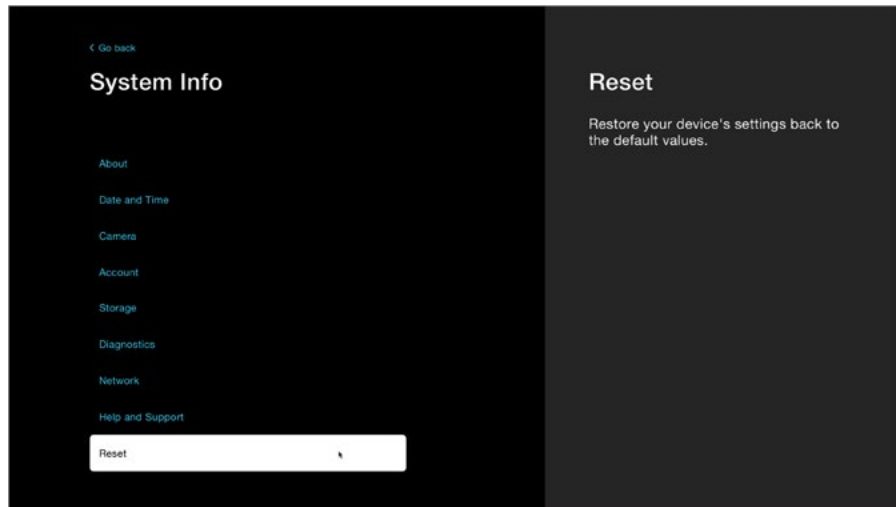 Go back
System Info
About
Date and Time
Camera
Account
Storage
Diagnostics
Network
Help and Support
Reset
Reset
Restore your device's settings back to
the default values.